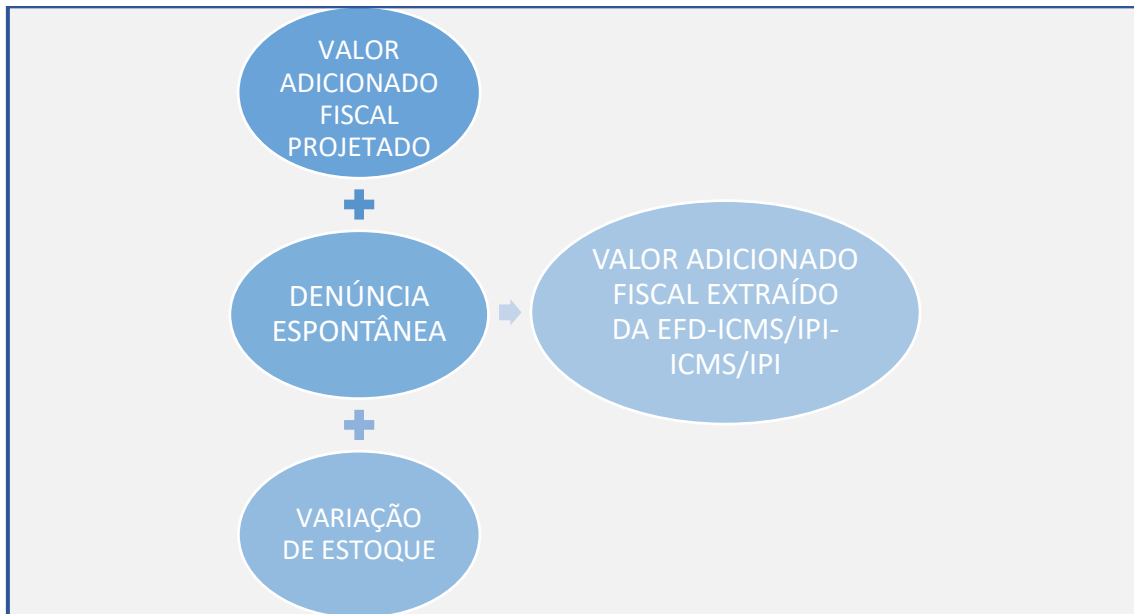 VALOR
ADICIONADO
FISCAL
PROJETADO
DENÚNCIA
ESPONTÂNEA
VARIAÇÃO
DE ESTOQUE
VALOR ADICIONADO
FISCAL EXTRAÍDO
DA EFD-ICMS/IPI-
ICMS/IPI